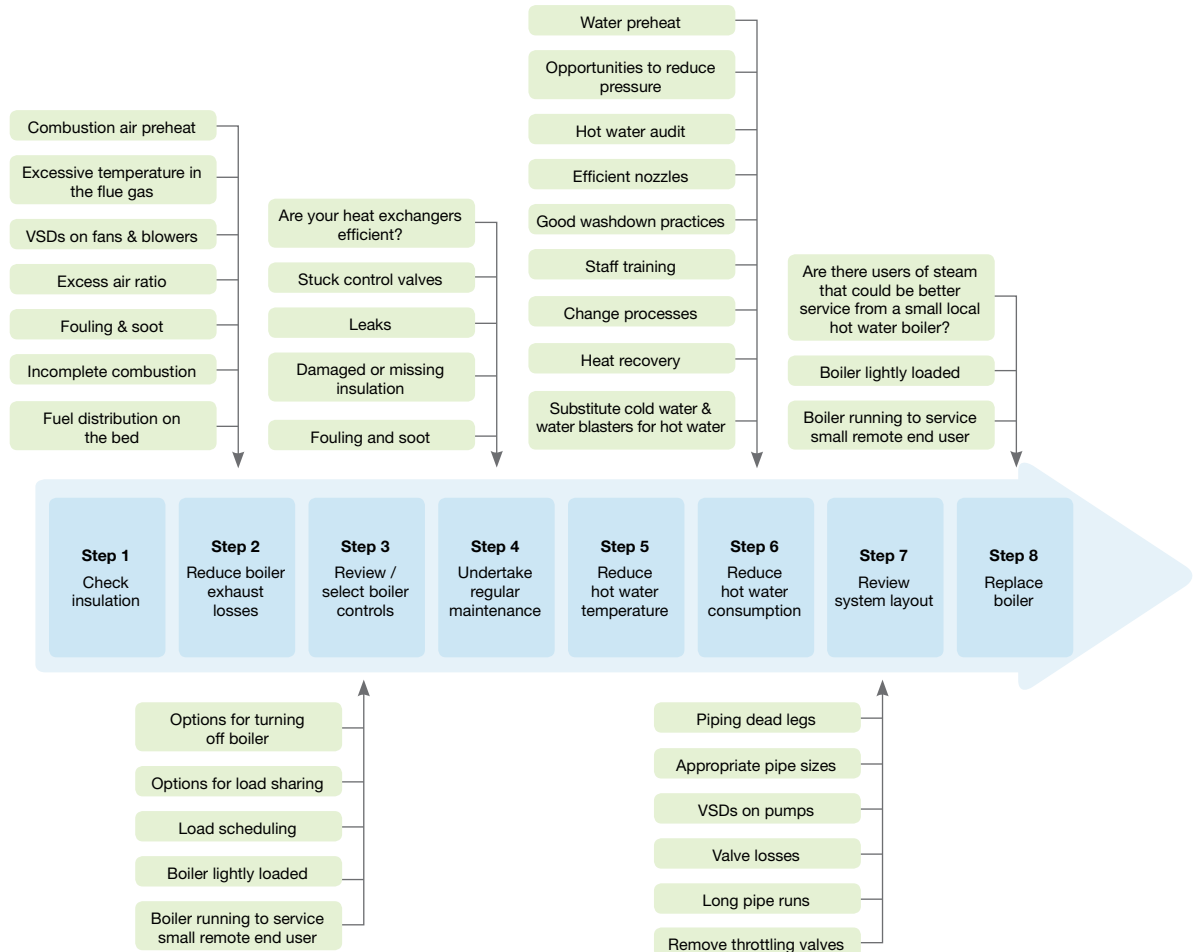 Combustion air preheat
Excessive temperature in
the flue gas
VSDs on fans & blowers
Excess air ratio
Fouling & soot
Incomplete combustion
Fuel distribution on
the bed
Are your heat exchangers
efficient?
Stuck control valves
Leaks
Damaged or missing
insulation
Fouling and soot
Water preheat
Opportunities to reduce
pressure
Hot water audit
Efficient nozzles
Good washdown practices
Staff training
Change processes
Heat recovery
Substitute cold water &
water blasters for hot water
Are there users of steam
that could be better
service from a small local
hot water boiler?
Boiler lightly loaded
Boiler running to service
small remote end user
Step 1
Check
insulation
Step 2
Reduce boiler
exhaust
losses
Step 3
Review /
select boiler
controls
Step 4
Undertake
regular
maintenance
Step 5
Reduce
hot water
temperature
Step 6
Reduce
hot water
consumption
Step 7
Review
system layout
Step 8
Replace
boiler
Options for turning
off boiler
Options for load sharing
Load scheduling
Boiler lightly loaded
Boiler running to service
small remote end user
Piping dead legs
Appropriate pipe sizes
VSDs on pumps
Valve losses
Long pipe runs
Remove throttling valves